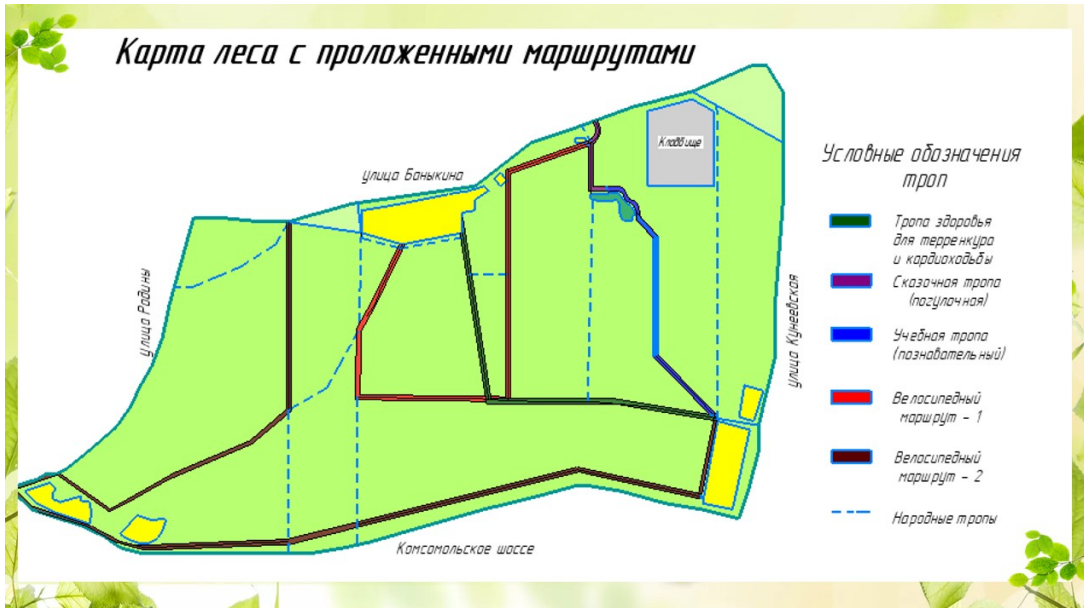 Карта леса с проложенными маршрутами
улица Баныкина
Кладбище
улица Родины
улица Кунеевская
Комсомольское шоссе
Условные обозначения
троп
Тропа здоровья
для терренкура
и кардиоходьбы
Сказочная тропа
(погулочная)
Учебная тропа
(познавательный)
Велосипедный
маршрут - 1
Велосипедный
маршрут - 2
Народные тропы